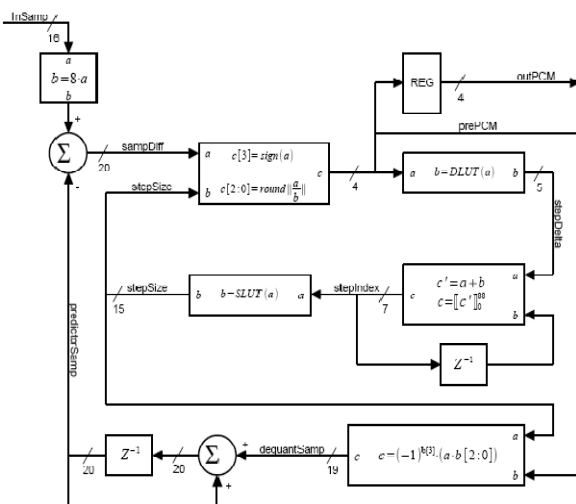 InSamp
16
a
b=8·a
b
+
Σ
-
20
sampDiff
stepSize
a
c[3]=sign(a)
b
c[2:0]=round‖a/b‖
c
4
REG
4
outPCM
prePCM
a
b=DLUT(a)
b
5
stepDelta
stepSize
15
b
b=SLUT(a)
a
stepIndex
7
c
c'=a+b
c=⟦c'⟧₀⁸⁸
a
b
Z⁻¹
predictorSamp
20
Z⁻¹
20
Σ
+
+
dequantSamp
19
c
c=(-1)^b[3]·(a·b[2:0])
a
b